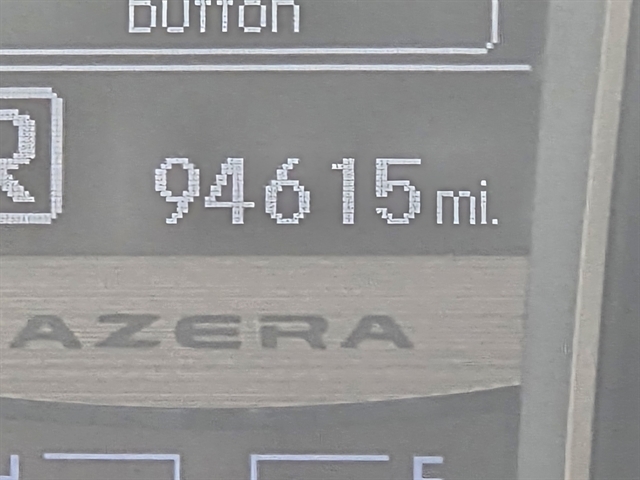 Button
R
94615 mi.
AZERA
H F